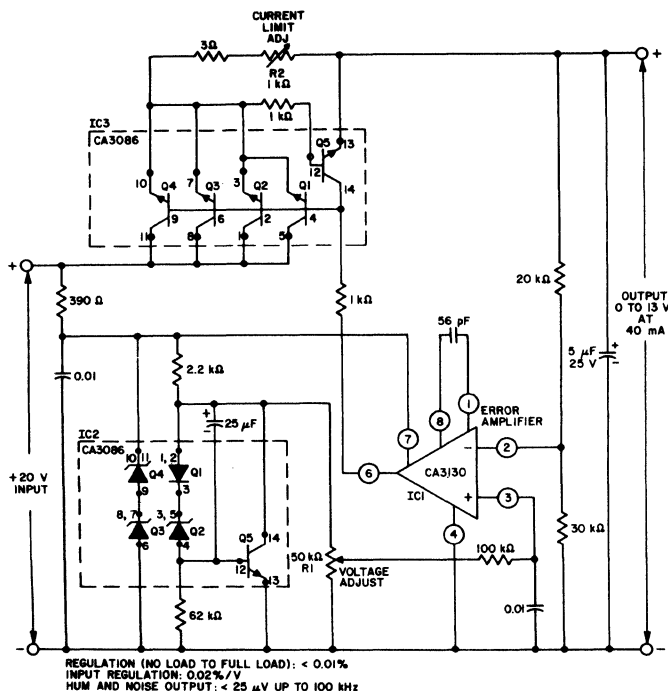 CURRENT
LIMIT
ADJ
3Ω
R2
1 kΩ
1 kΩ
IC3
CA3086
Q5
13
12
14
10
Q4
7
Q3
3
Q2
Q1
9
6
2
4
11
8
1
5
+
+
390 Ω
1 kΩ
20 kΩ
OUTPUT
0 TO 13 V
AT
40 mA
56 pF
5 μF
25 V
+
-
0.01
2.2 kΩ
+
-
25 μF
8
1
ERROR
AMPLIFIER
7
6
-
2
CA3130
IC1
+
3
4
IC2
CA3086
10 11,
Q4
9
1, 2
Q1
3
+20 V
INPUT
8, 7
Q3
6
3, 5
Q2
4
Q5
14
12
13
50 kΩ
R1
VOLTAGE
ADJUST
100 kΩ
30 kΩ
0.01
62 kΩ
-
-
REGULATION (NO LOAD TO FULL LOAD): < 0.01%
INPUT REGULATION: 0.02%/V
HUM AND NOISE OUTPUT: < 25 μV UP TO 100 kHz